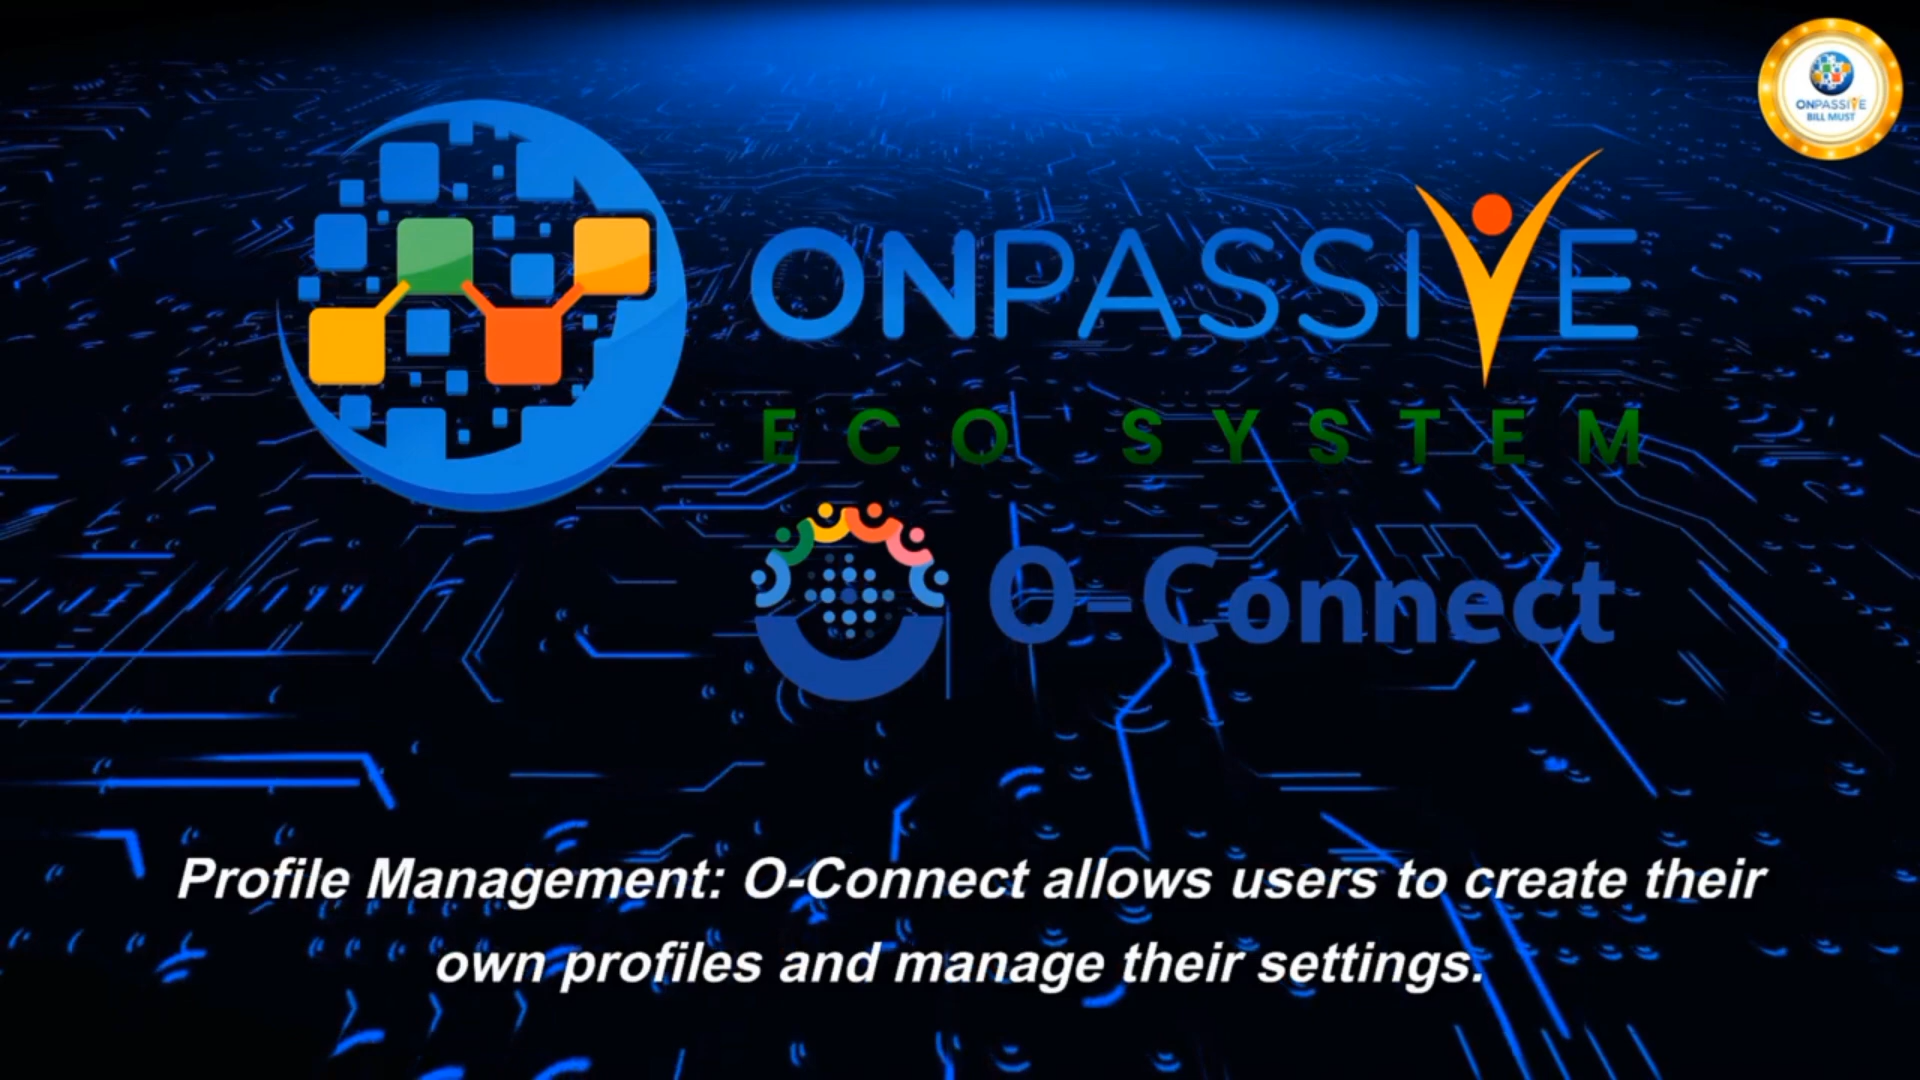 ONPASSIVE
BILL MUST
ONPASSIVE
ECO SYSTEM
O-Connect
Profile Management: O-Connect allows users to create their
own profiles and manage their settings.